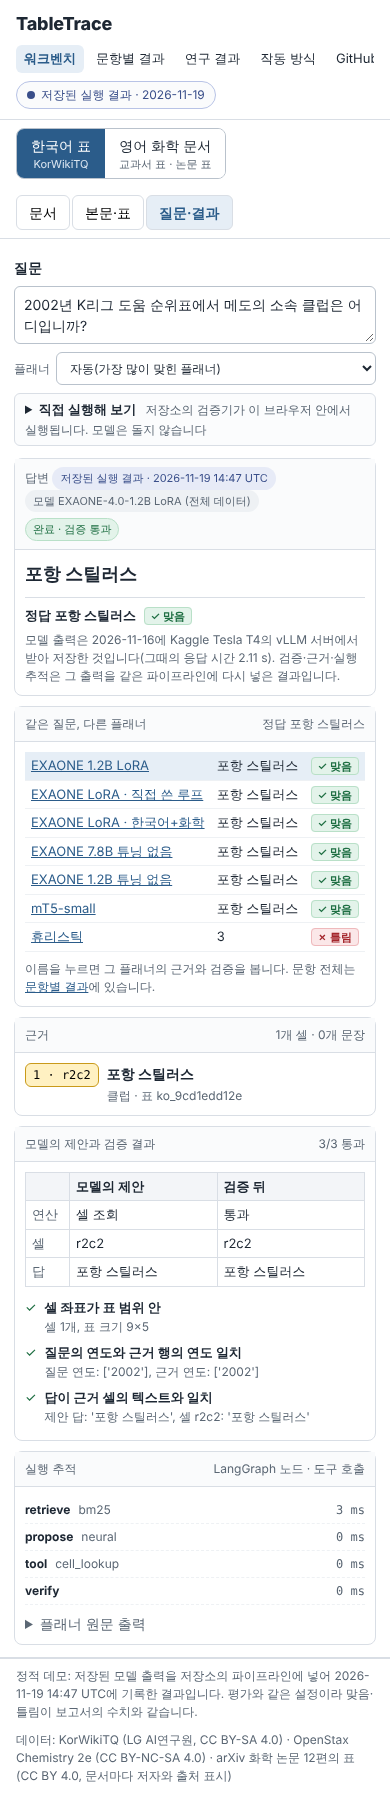 TableTrace
워크벤치 문항별 결과 연구 결과 작동 방식 GitHub
저장된 실행 결과 · 2026-11-19
한국어 표 영어 화학 문서
KorWikiTQ 교과서 표 · 논문 표
문서 본문·표 질문·결과
질문
2002년 K리그 도움 순위표에서 메도의 소속 클럽은 어
디입니까?
플래너 자동(가장 많이 맞힌 플래너)
▶ 직접 실행해 보기 저장소의 검증기가 이 브라우저 안에서
실행됩니다. 모델은 돌지 않습니다
답변 저장된 실행 결과 · 2026-11-19 14:47 UTC
모델 EXAONE-4.0-1.2B LoRA (전체 데이터)
완료 · 검증 통과
포항 스틸러스
정답 포항 스틸러스 ✓ 맞음
모델 출력은 2026-11-16에 Kaggle Tesla T4의 vLLM 서버에서
받아 저장한 것입니다(그때의 응답 시간 2.11 s). 검증·근거·실행
추적은 그 출력을 같은 파이프라인에 다시 넣은 결과입니다.
같은 질문, 다른 플래너 정답 포항 스틸러스
EXAONE 1.2B LoRA 포항 스틸러스 ✓ 맞음
EXAONE LoRA · 직접 쓴 루프 포항 스틸러스 ✓ 맞음
EXAONE LoRA · 한국어+화학 포항 스틸러스 ✓ 맞음
EXAONE 7.8B 튜닝 없음 포항 스틸러스 ✓ 맞음
EXAONE 1.2B 튜닝 없음 포항 스틸러스 ✓ 맞음
mT5-small 포항 스틸러스 ✓ 맞음
휴리스틱 3 × 틀림
이름을 누르면 그 플래너의 근거와 검증을 봅니다. 문항 전체는
문항별 결과에 있습니다.
근거 1개 셀 · 0개 문장
1 · r2c2 포항 스틸러스
클럽 · 표 ko_9cd1edd12e
모델의 제안과 검증 결과 3/3 통과
모델의 제안 검증 뒤
연산 셀 조회 통과
셀 r2c2 r2c2
답 포항 스틸러스 포항 스틸러스
✓ 셀 좌표가 표 범위 안
셀 1개, 표 크기 9×5
✓ 질문의 연도와 근거 행의 연도 일치
질문 연도: ['2002'], 근거 연도: ['2002']
✓ 답이 근거 셀의 텍스트와 일치
제안 답: '포항 스틸러스', 셀 r2c2: '포항 스틸러스'
실행 추적 LangGraph 노드 · 도구 호출
retrieve bm25 3 ms
propose neural 0 ms
tool cell_lookup 0 ms
verify 0 ms
▶ 플래너 원문 출력
정적 데모: 저장된 모델 출력을 저장소의 파이프라인에 넣어 2026-
11-19 14:47 UTC에 기록한 결과입니다. 평가와 같은 설정이라 맞음·
틀림이 보고서의 수치와 같습니다.
데이터: KorWikiTQ (LG AI연구원, CC BY-SA 4.0) · OpenStax
Chemistry 2e (CC BY-NC-SA 4.0) · arXiv 화학 논문 12편의 표
(CC BY 4.0, 문서마다 저자와 출처 표시)